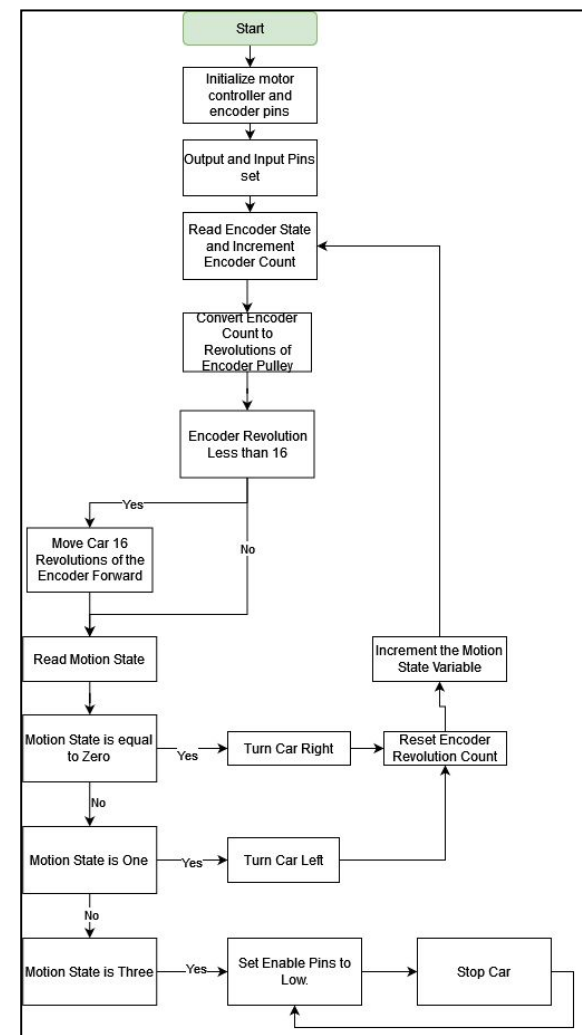 Start
Initialize motor
controller and
encoder pins
Output and Input Pins
set
Read Encoder State
and Increment
Encoder Count
Convert Encoder
Count to
Revolutions of
Encoder Pulley
Encoder Revolution
Less than 16
Yes
No
Move Car 16
Revolutions of the
Encoder Forward
Read Motion State
Increment the Motion
State Variable
Motion State is equal
to Zero
Yes
Turn Car Right
Reset Encoder
Revolution Count
No
Motion State is One
Yes
Turn Car Left
No
Motion State is Three
Yes
Set Enable Pins to
Low.
Stop Car